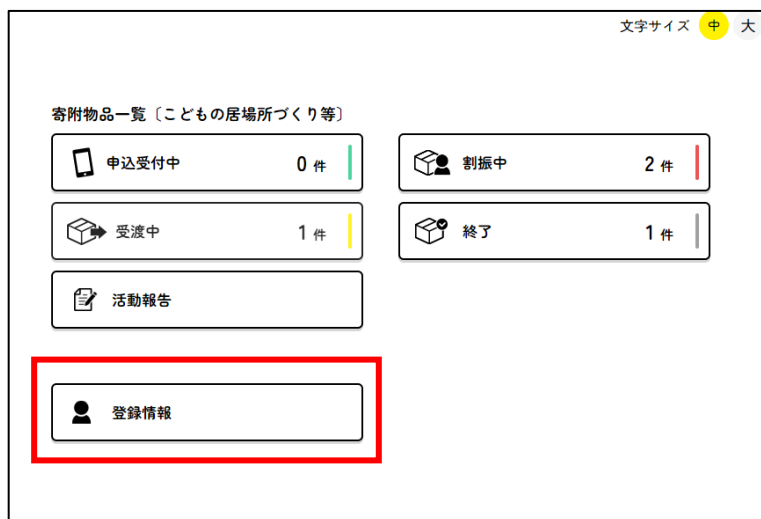 文字サイズ 中 大
寄附物品一覧〔こどもの居場所づくり等〕
申込受付中 0 件
割振中 2 件
受渡中 1 件
終了 1 件
活動報告
登録情報